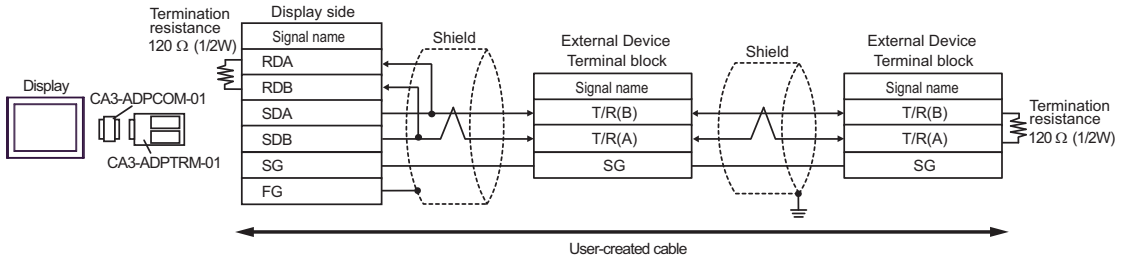 Termination
resistance
120 Ω (1/2W)
Display side
Signal name
RDA
RDB
SDA
SDB
SG
FG
Shield
External Device
Terminal block
Signal name
T/R(B)
T/R(A)
SG
Shield
External Device
Terminal block
Signal name
T/R(B)
T/R(A)
SG
Termination
resistance
120 Ω (1/2W)
Display
CA3-ADPCOM-01
CA3-ADPTRM-01
User-created cable